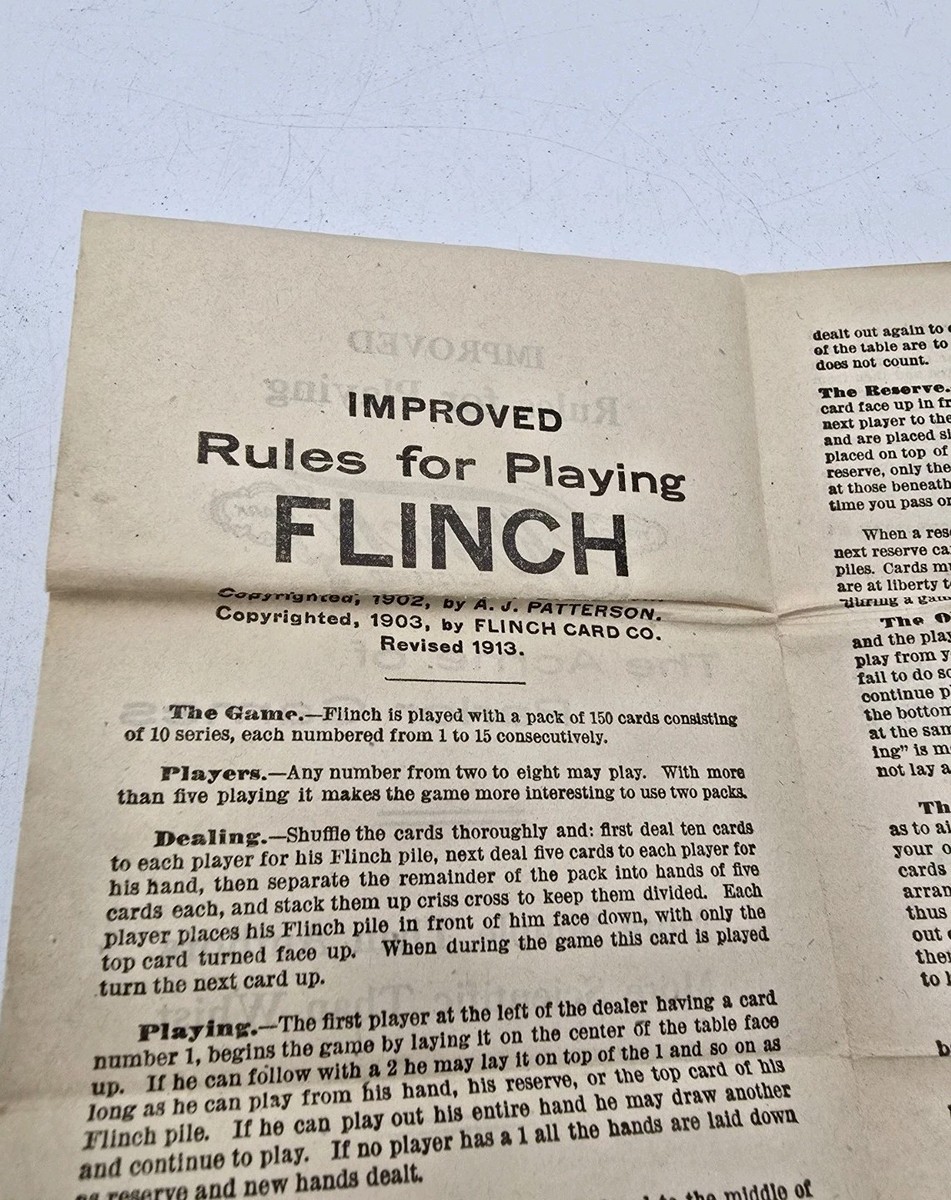 IMPROVED
Rules for Playing
FLINCH
Copyrighted, 1902, by A. J. PATTERSON.
Copyrighted, 1903, by FLINCH CARD CO.
Revised 1913.
The Game.—Flinch is played with a pack of 150 cards consisting
of 10 series, each numbered from 1 to 15 consecutively.
Players.—Any number from two to eight may play. With more
than five playing it makes the game more interesting to use two packs.
Dealing.—Shuffle the cards thoroughly and: first deal ten cards
to each player for his Flinch pile, next deal five cards to each player for
his hand, then separate the remainder of the pack into hands of five
cards each, and stack them up criss cross to keep them divided. Each
player places his Flinch pile in front of him face down, with only the
top card turned face up. When during the game this card is played
turn the next card up.
Playing.—The first player at the left of the dealer having a card
number 1, begins the game by laying it on the center of the table face
up. If he can follow with a 2 he may lay it on top of the 1 and so on as
long as he can play from his hand, his reserve, or the top card of his
Flinch pile. If he can play out his entire hand he may draw another
and continue to play. If no player has a 1 all the hands are laid down
as reserve and new hands dealt.
to the middle of
dealt out again to
of the table are to
does not count.
The Reserve.
card face up in
next player to the
and are placed
placed on top of
reserve, only the
at those beneath
time you pass
When a
next reserve
piles. Cards
are at liberty
during a
The
and the
play from
fail to do
continue
the bottom
at the
ing" is
not lay a
as to
your
cards
thus
out
to